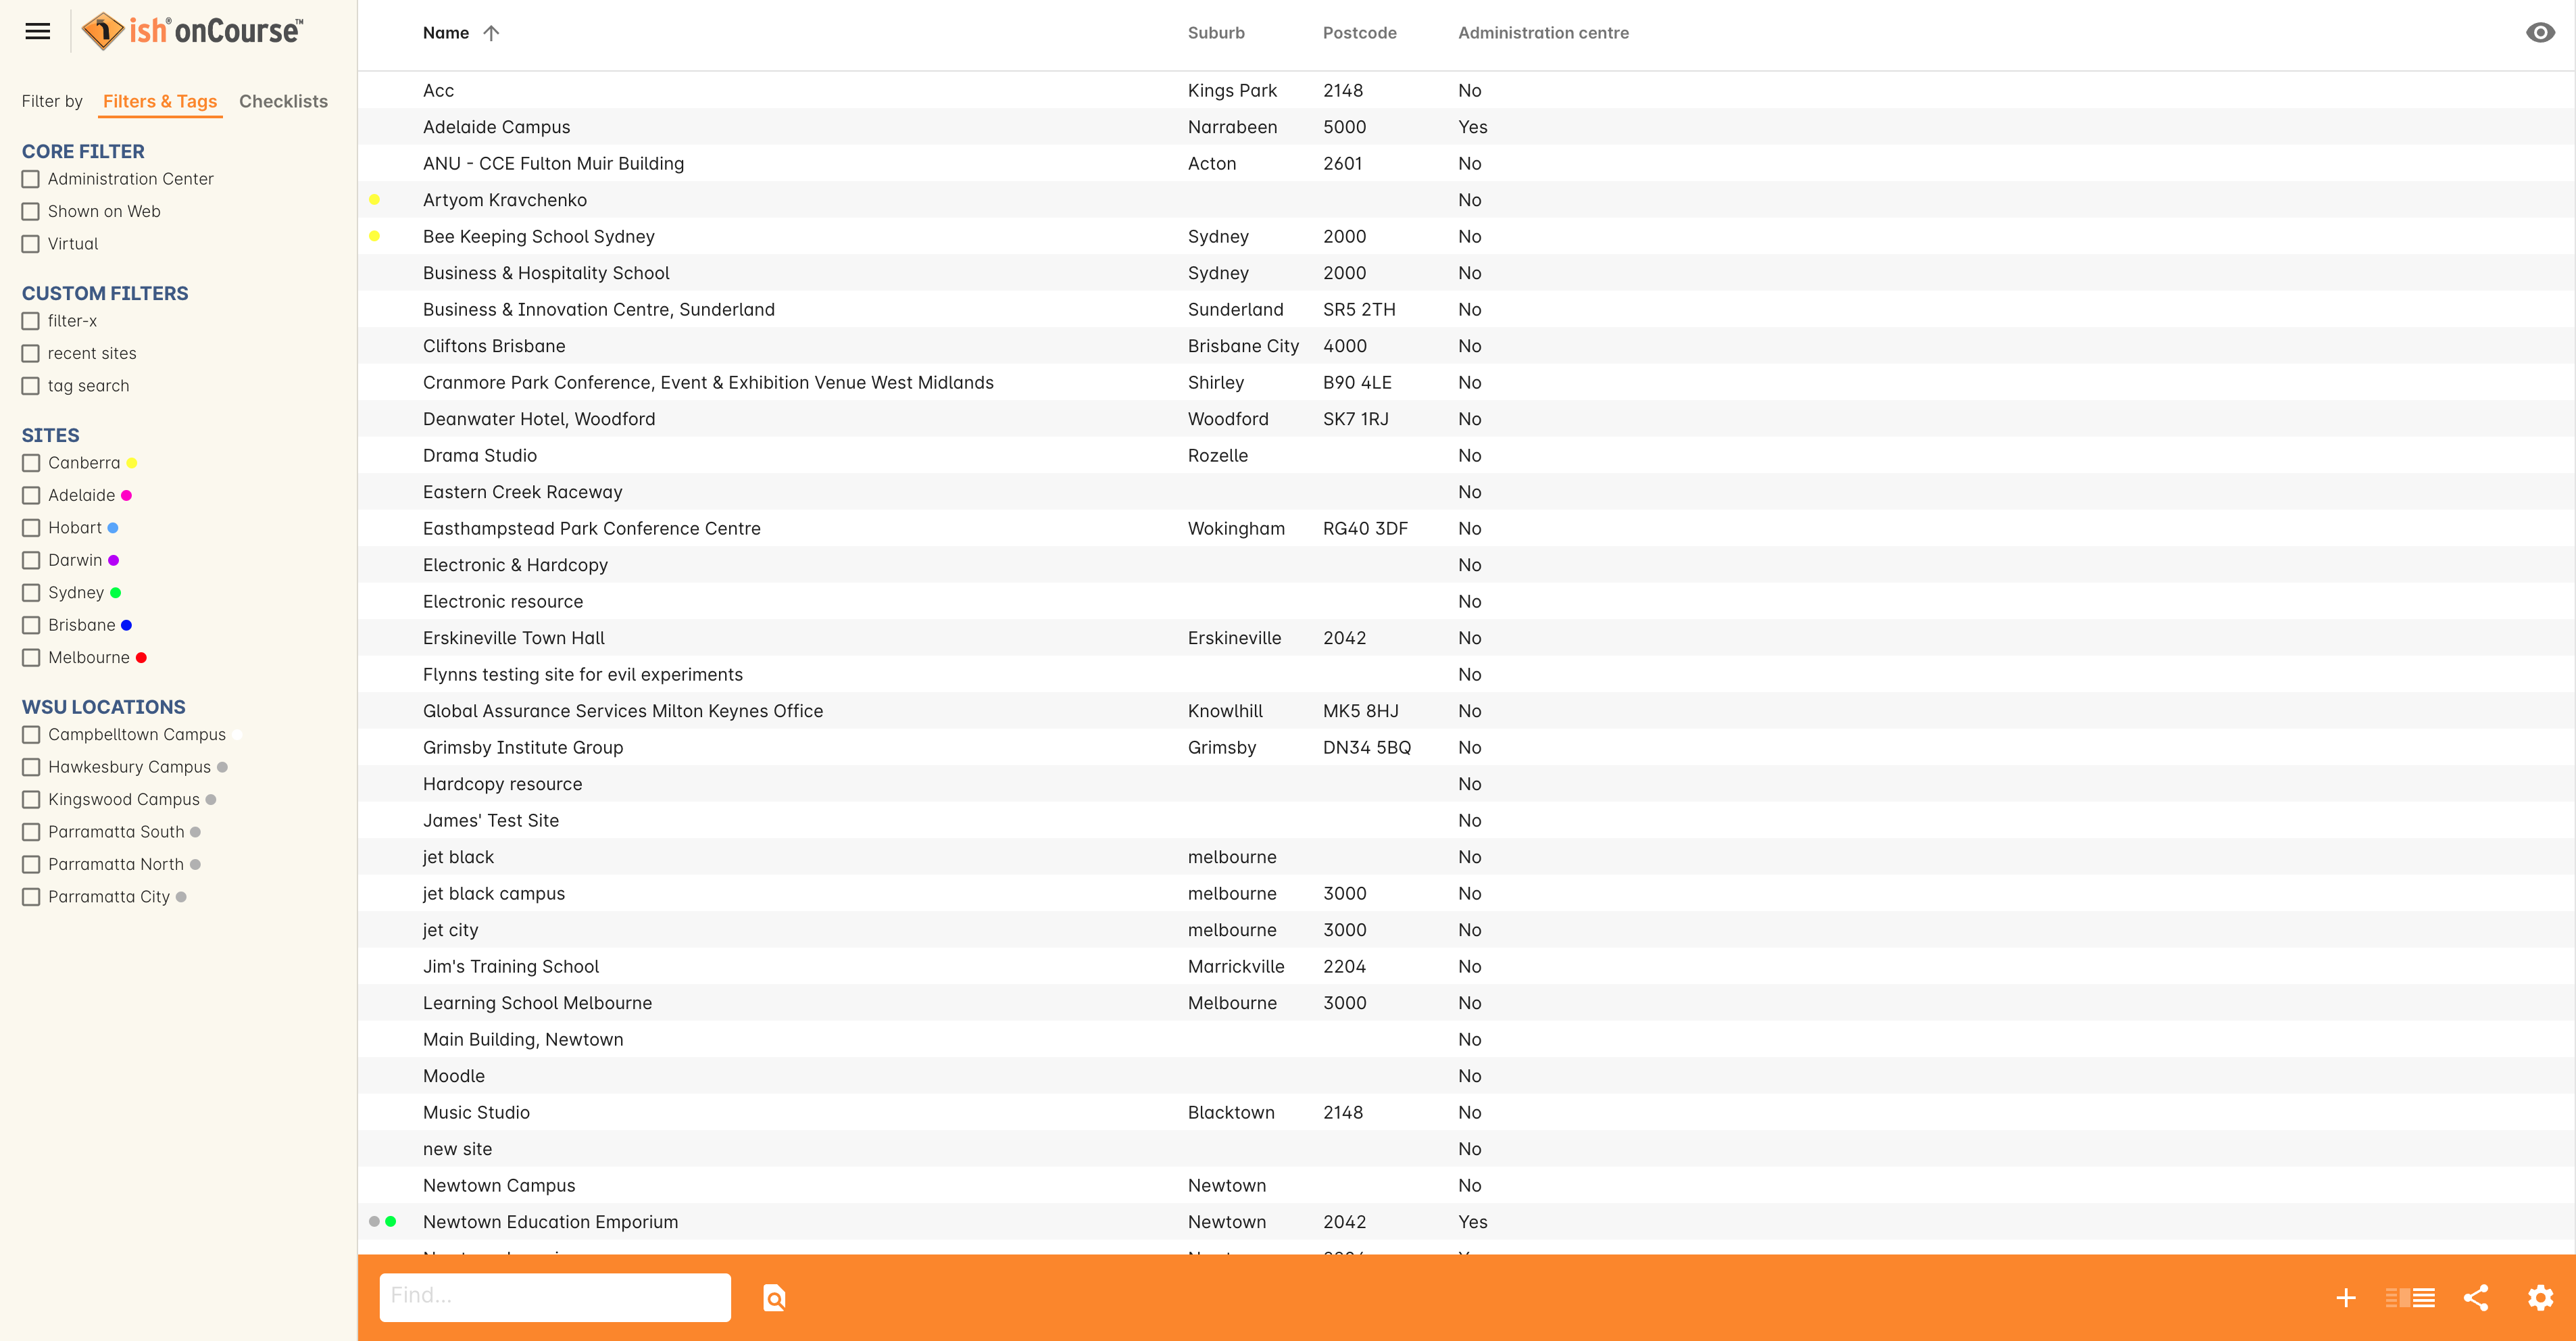 ish® onCourse™
Filter by Filters & Tags Checklists
CORE FILTER
Administration Center
Shown on Web
Virtual
CUSTOM FILTERS
filter-x
recent sites
tag search
SITES
Canberra
Adelaide
Hobart
Darwin
Sydney
Brisbane
Melbourne
WSU LOCATIONS
Campbelltown Campus
Hawkesbury Campus
Kingswood Campus
Parramatta South
Parramatta North
Parramatta City
Name Suburb Postcode Administration centre
Acc Kings Park 2148 No
Adelaide Campus Narrabeen 5000 Yes
ANU - CCE Fulton Muir Building Acton 2601 No
Artyom Kravchenko No
Bee Keeping School Sydney Sydney 2000 No
Business & Hospitality School Sydney 2000 No
Business & Innovation Centre, Sunderland Sunderland SR5 2TH No
Cliftons Brisbane Brisbane City 4000 No
Cranmore Park Conference, Event & Exhibition Venue West Midlands Shirley B90 4LE No
Deanwater Hotel, Woodford Woodford SK7 1RJ No
Drama Studio Rozelle No
Eastern Creek Raceway No
Easthampstead Park Conference Centre Wokingham RG40 3DF No
Electronic & Hardcopy No
Electronic resource No
Erskineville Town Hall Erskineville 2042 No
Flynns testing site for evil experiments No
Global Assurance Services Milton Keynes Office Knowlhill MK5 8HJ No
Grimsby Institute Group Grimsby DN34 5BQ No
Hardcopy resource No
James' Test Site No
jet black melbourne No
jet black campus melbourne 3000 No
jet city melbourne 3000 No
Jim's Training School Marrickville 2204 No
Learning School Melbourne Melbourne 3000 No
Main Building, Newtown No
Moodle No
Music Studio Blacktown 2148 No
new site No
Newtown Campus Newtown No
Newtown Education Emporium Newtown 2042 Yes
Find...